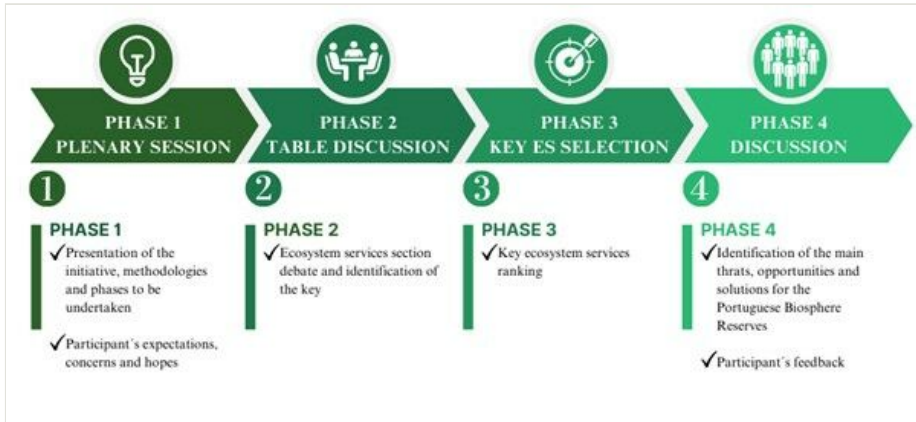 PHASE 1
PLENARY SESSION
PHASE 2
TABLE DISCUSSION
PHASE 3
KEY ES SELECTION
PHASE 4
DISCUSSION
1
PHASE 1
Presentation of the
initiative, methodologies
and phases to be
undertaken
Participant´s expectations,
concerns and hopes
2
PHASE 2
Ecosystem services section
debate and identification of
the key
3
PHASE 3
Key ecosystem services
ranking
4
PHASE 4
Identification of the main
thrats, opportunities and
solutions for the
Portuguese Biosphere
Reserves
Participant´s feedback